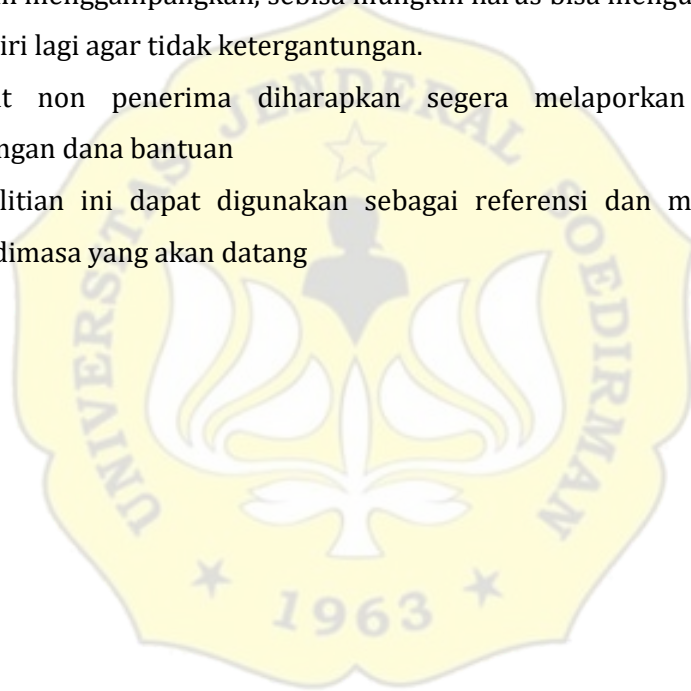 menggampangkan, sebisa mungkin harus bisa
iri lagi agar tidak ketergantungan.
t non penerima diharapkan segera melaporkan
ngan dana bantuan
litian ini dapat digunakan sebagai referensi dan m
dimasa yang akan datang
UNIVERSITAS JENDERAL SOEDIRMAN
1963